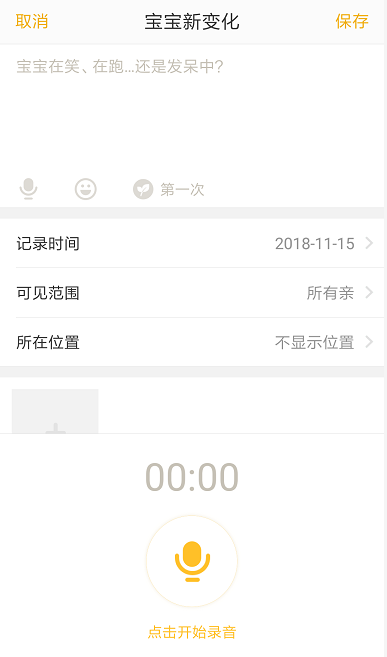 取消 宝宝新变化 保存
宝宝在笑、在跑...还是发呆中?
第一次
记录时间 2018-11-15
可见范围 所有亲
所在位置 不显示位置
00:00
点击开始录音